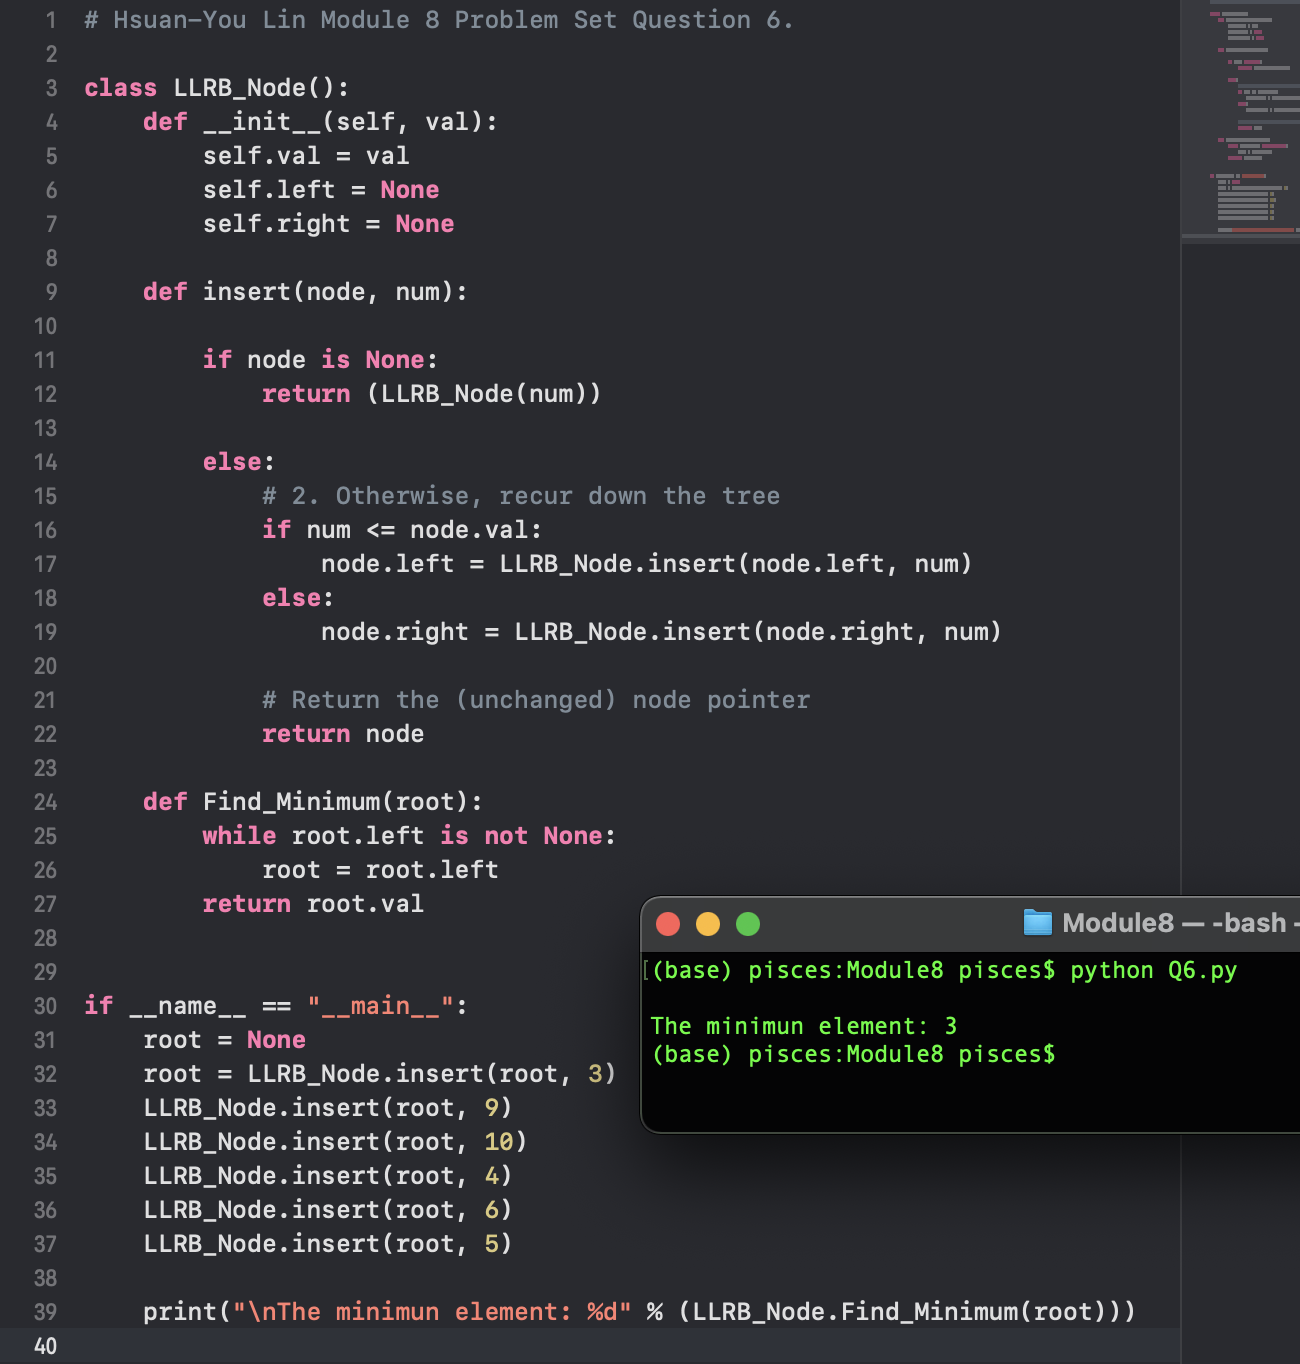 1 # Hsuan-You Lin Module 8 Problem Set Question 6.
2
3 class LLRB_Node():
4     def __init__(self, val):
5         self.val = val
6         self.left = None
7         self.right = None
8
9     def insert(node, num):
10
11         if node is None:
12             return (LLRB_Node(num))
13
14         else:
15             # 2. Otherwise, recur down the tree
16             if num <= node.val:
17                 node.left = LLRB_Node.insert(node.left, num)
18             else:
19                 node.right = LLRB_Node.insert(node.right, num)
20
21             # Return the (unchanged) node pointer
22             return node
23
24     def Find_Minimum(root):
25         while root.left is not None:
26             root = root.left
27         return root.val
28
29
30 if __name__ == "__main__":
31     root = None
32     root = LLRB_Node.insert(root, 3)
33     LLRB_Node.insert(root, 9)
34     LLRB_Node.insert(root, 10)
35     LLRB_Node.insert(root, 4)
36     LLRB_Node.insert(root, 6)
37     LLRB_Node.insert(root, 5)
38
39     print("\nThe minimun element: %d" % (LLRB_Node.Find_Minimum(root)))
40
Module8 — -bash -
[(base) pisces:Module8 pisces$ python Q6.py
The minimun element: 3
(base) pisces:Module8 pisces$